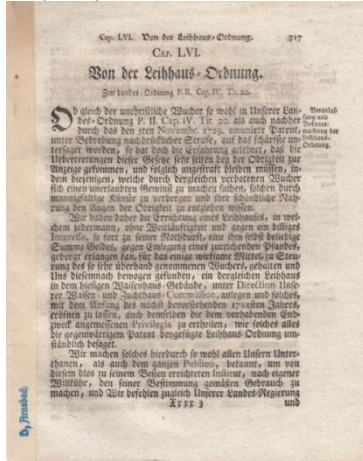 Cap. LVI. Von der Leihhaus-Ordnung. 717
Cap. LVI.
Von der Leihhaus-Ordnung.
Zur Landes-Ordnung P. II. Cap. IV. Tit. 20.
Ob gleich der unchristliche Wucher so wohl in Unserer Lan-
des-Ordnung P. II Cap. IV. Tit 20. als auch nachher
durch das den 5ten Novembr. 1729. emanirte Patent,
unter Bedrohung nachdrücklicher Strafe, auf das schärfste un-
tersaget worden, so hat doch die Erfahrung gelehret, daß die
Uebertretungen dieser Gesetze sehr selten bey der Obrigkeit zur
Anzeige gekommen, und folglich ungestraft bleiben müssen, in-
dem diejenigen, welche durch dergleichen verbotenen Wucher
sich einen unerlaubten Gewinst zu machen suchen, solchen durch
mannigfaltige Künste zu verbergen und ihre schändliche Nah-
rung den Augen der Obrigkeit zu entziehen wissen.
Veranlas-
sung und
Bekannt-
machung der
Leihhaus-
Ordnung.
Wir haben daher die Errichtung eines Leihhauses, in wel-
chem jedermann, ohne Weitläuftigkeit und gegen ein billiges
Interesse, so fort zu seiner Nothdurft, eine ihm selbst beliebige
Summe Geldes, gegen Einlegung eines zureichenden Pfandes,
geborgt erlangen kan, für das einige wirksame Mittel, zu Steu-
rung des so sehr überhand genommenen Wuchers, gehalten und
Uns diesemnach bewogen gefunden, ein dergleichen Leihhaus
in dem hiesigen Waisenhaus-Gebäude, unter Direction Unse-
rer Waisen- und Zuchthaus-Commission, anlegen und solches,
mit dem Anfang des nächst bevorstehenden Jahres,
eröfnen zu lassen, auch demselben die dem vorhabenden End-
zweck angemessenen Privilegia zu ertheilen, wie solches alles
die gegenwärtigem Patent beygefügte Leihhaus-Ordnung um-
ständlich besaget.
Wir machen solches hierdurch so wohl allen Unsern Unter-
thanen, als auch dem ganzen Publico, bekannt, um von
diesem blos zu seinem Besten errichteten Institut, nach eigener
Willkühr, den seiner Bestimmung gemäßen Gebrauch zu
machen, und Wir befehlen zugleich Unserer Landes-Regierung
Xxxx 3 und